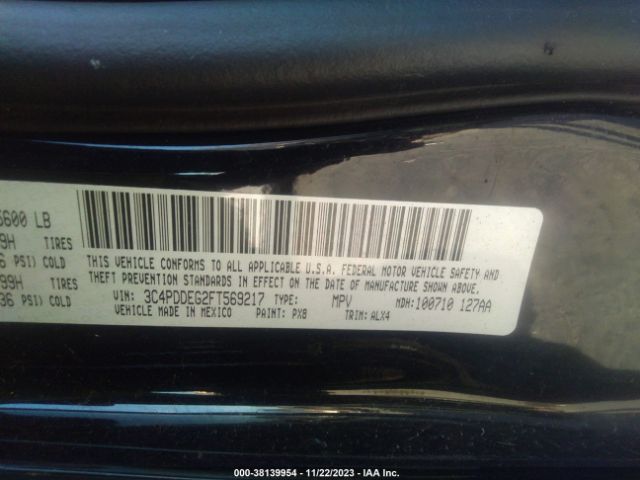 5600 LB
9H TIRES
6 PSI) COLD
99H TIRES
36 PSI) COLD
THIS VEHICLE CONFORMS TO ALL APPLICABLE U.S.A. FEDERAL MOTOR VEHICLE SAFETY AND
THEFT PREVENTION STANDARDS IN EFFECT ON THE DATE OF MANUFACTURE SHOWN ABOVE.
VIN: 3C4PDDEG2FT569217 TYPE: MPV MDH:100710 127AA
VEHICLE MADE IN MEXICO PAINT: PX8 TRIM: ALX4
000-38139954 - 11/22/2023 - IAA Inc.